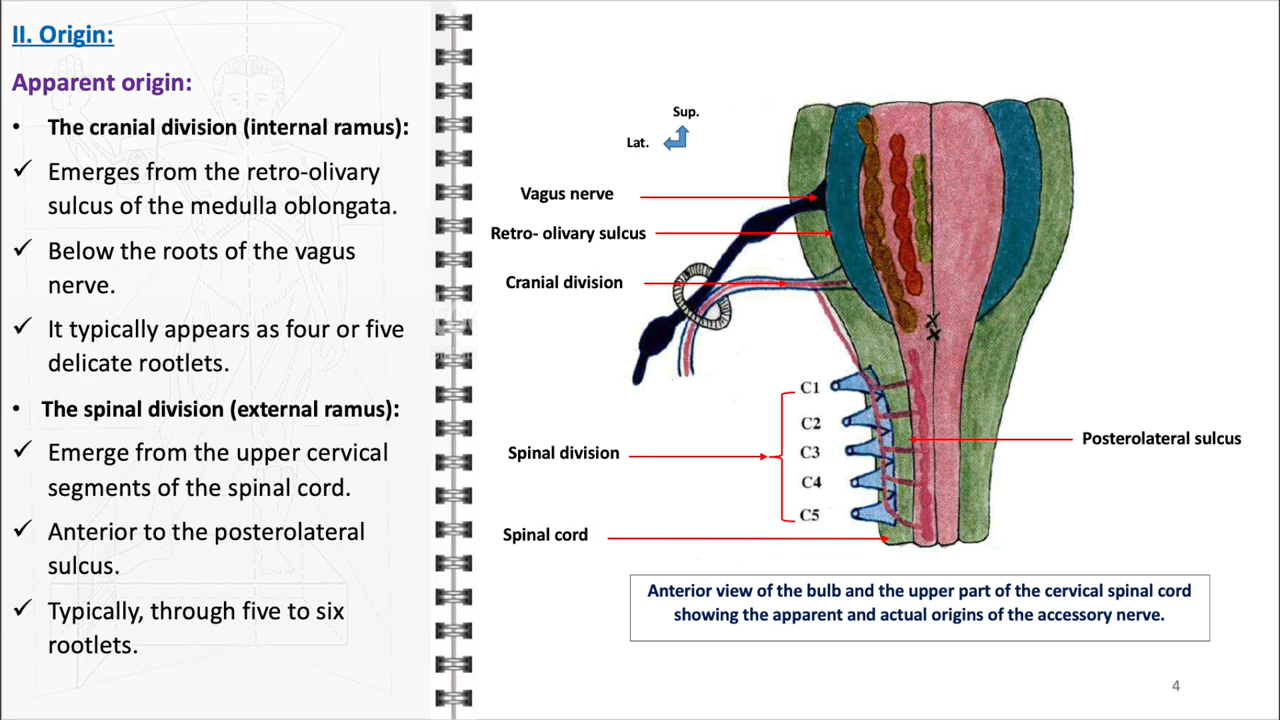 II. Origin:
Apparent origin:
• The cranial division (internal ramus):
✓ Emerges from the retro-olivary
sulcus of the medulla oblongata.
✓ Below the roots of the vagus
nerve.
✓ It typically appears as four or five
delicate rootlets.
• The spinal division (external ramus):
✓ Emerge from the upper cervical
segments of the spinal cord.
✓ Anterior to the posterolateral
sulcus.
✓ Typically, through five to six
rootlets.
Sup.
Lat.
Vagus nerve
Retro- olivary sulcus
Cranial division
C1
C2
C3
C4
C5
Spinal division
Posterolateral sulcus
Spinal cord
Anterior view of the bulb and the upper part of the cervical spinal cord
showing the apparent and actual origins of the accessory nerve.
4